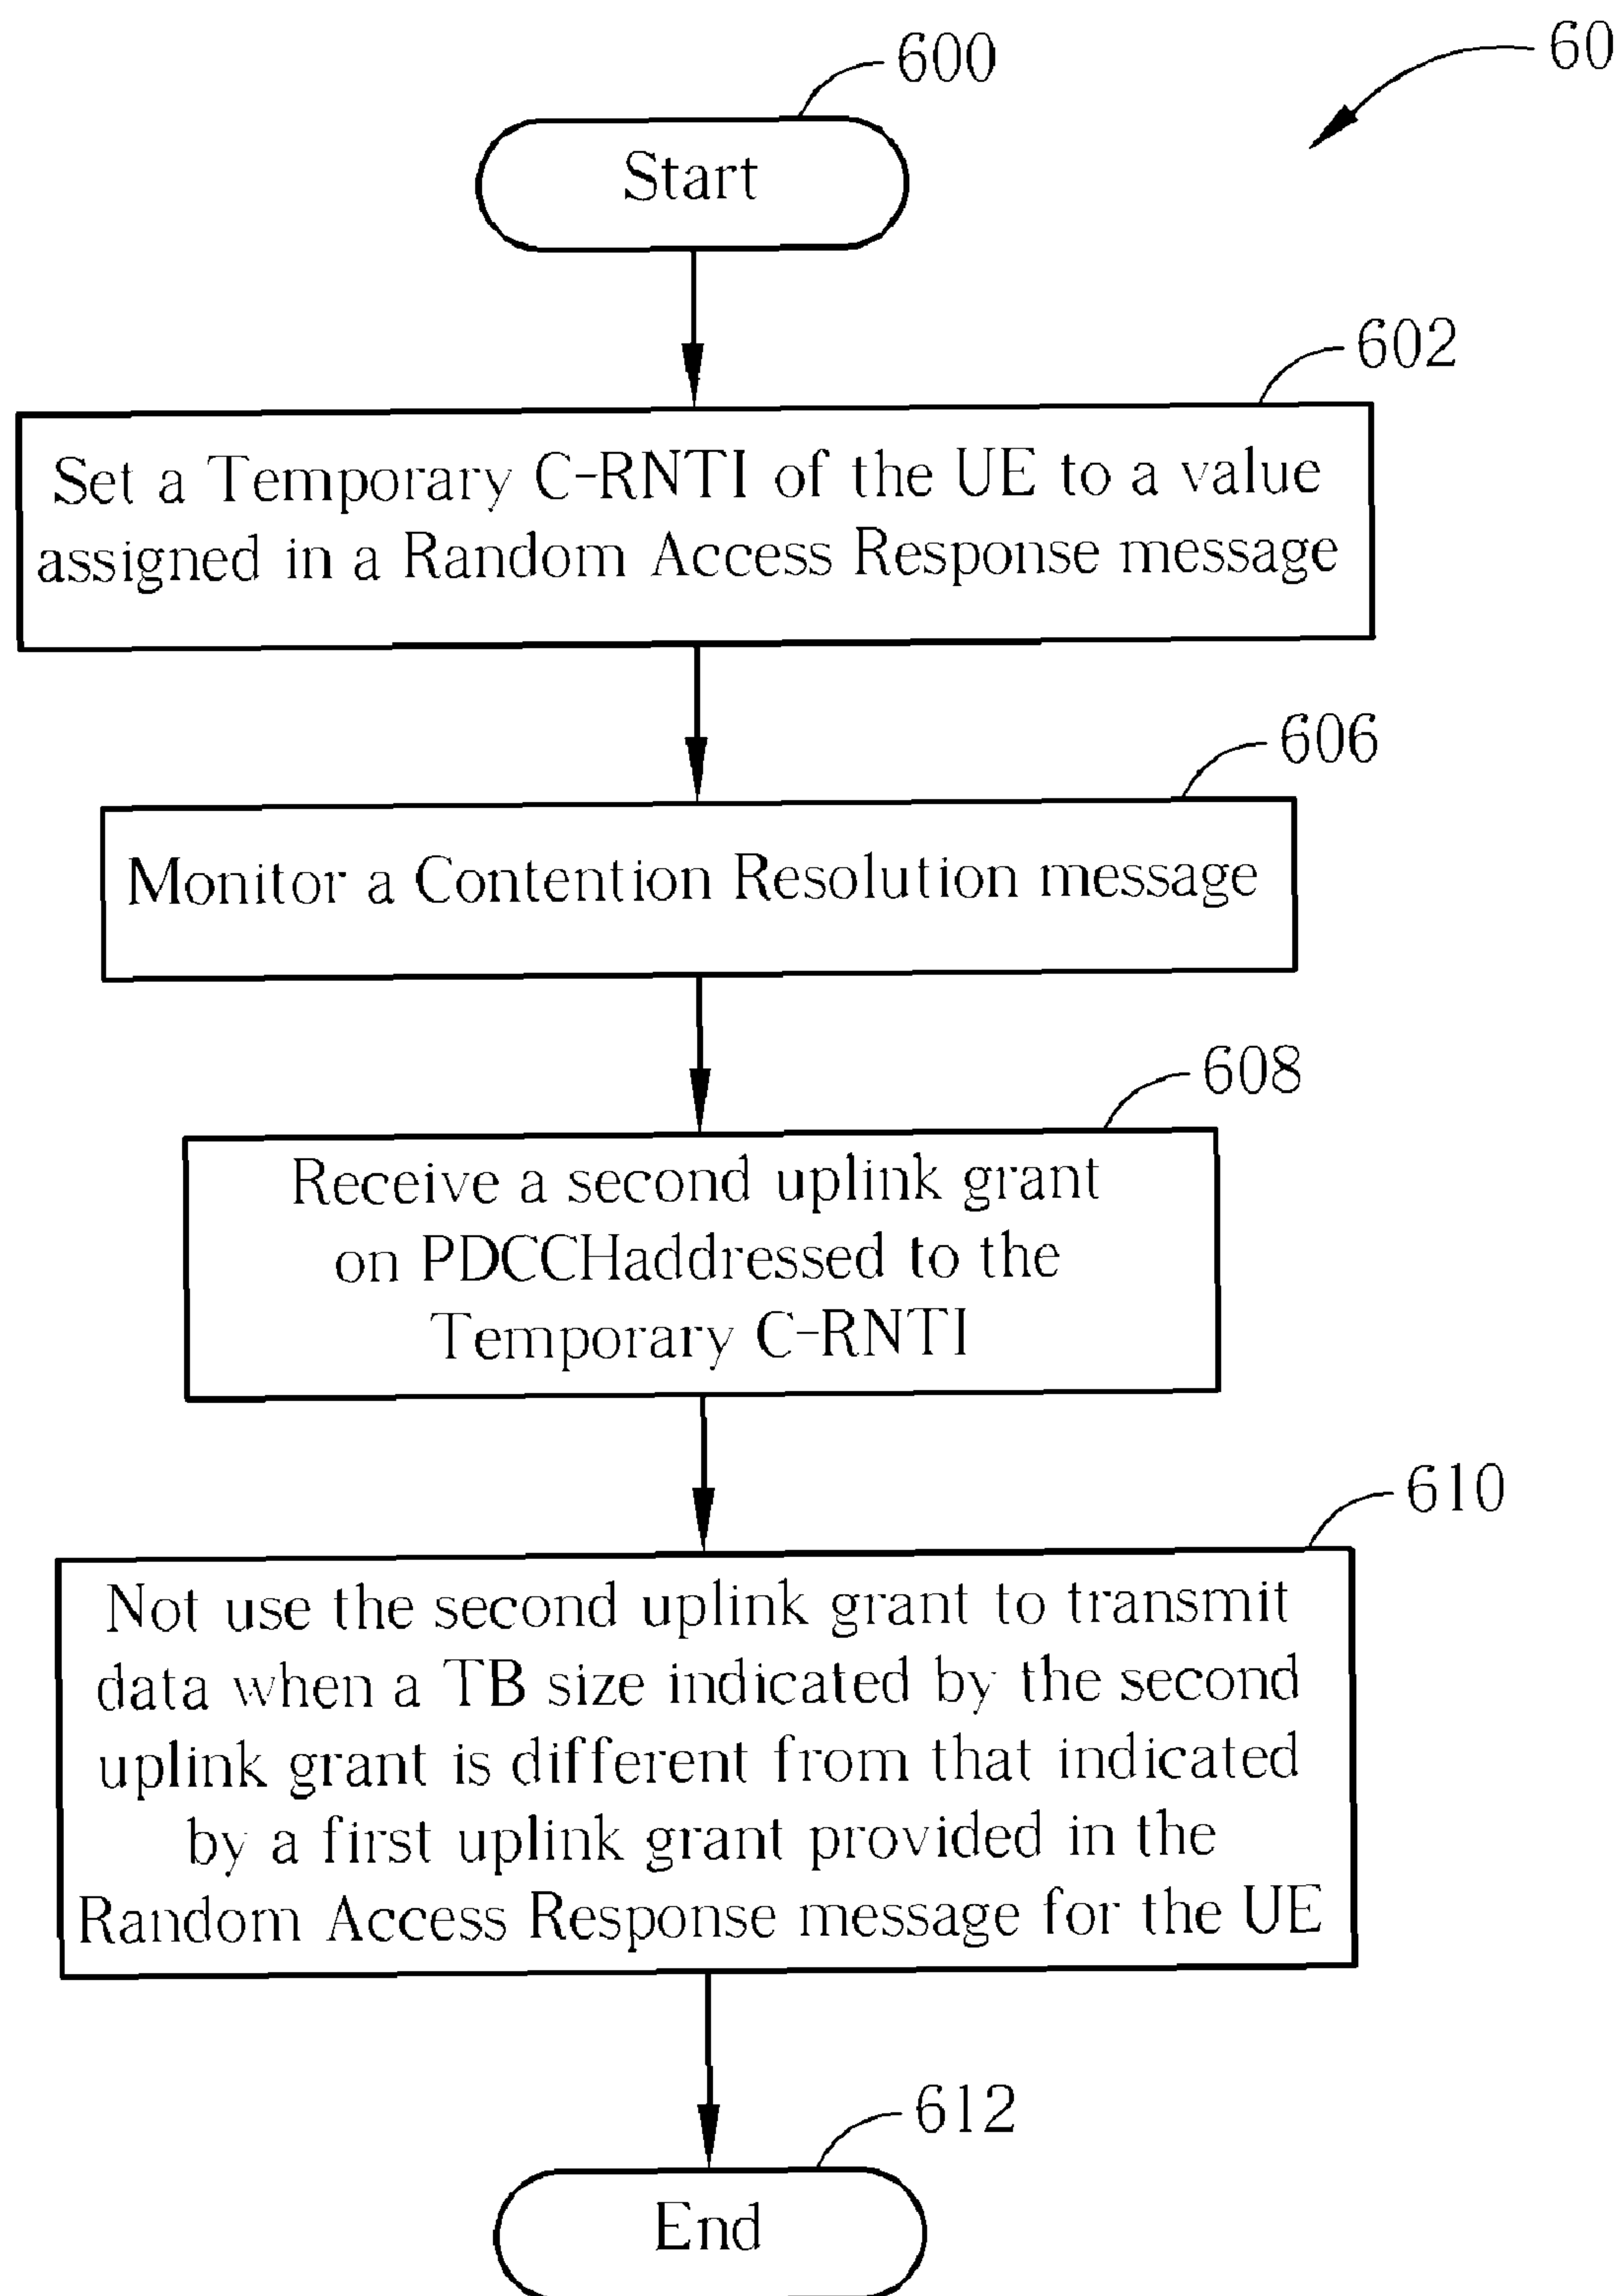 600
60
Start
602
Set a Temporary C-RNTI of the UE to a value
assigned in a Random Access Response message
606
Monitor a Contention Resolution message
608
Receive a second uplink grant
on PDCCHaddressed to the
Temporary C-RNTI
610
Not use the second uplink grant to transmit
data when a TB size indicated by the second
uplink grant is different from that indicated
by a first uplink grant provided in the
Random Access Response message for the UE
612
End